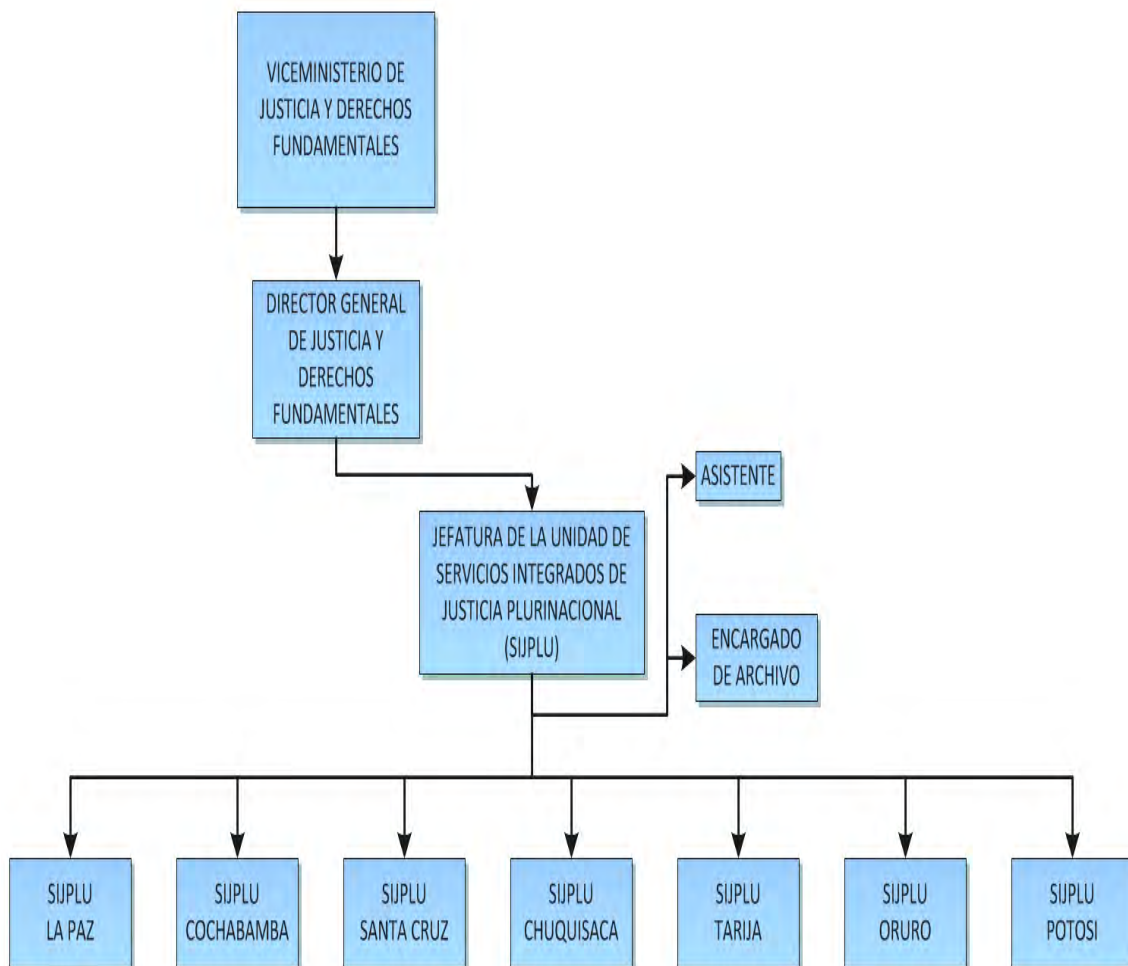 VICEMINISTERIO DE
JUSTICIA Y DERECHOS
FUNDAMENTALES
DIRECTOR GENERAL
DE JUSTICIA Y
DERECHOS
FUNDAMENTALES
ASISTENTE
JEFATURA DE LA UNIDAD DE
SERVICIOS INTEGRADOS DE
JUSTICIA PLURINACIONAL
(SIJPLU)
ENCARGADO
DE ARCHIVO
SIJPLU
LA PAZ
SIJPLU
COCHABAMBA
SIJPLU
SANTA CRUZ
SIJPLU
CHUQUISACA
SIJPLU
TARIJA
SIJPLU
ORURO
SIJPLU
POTOSI